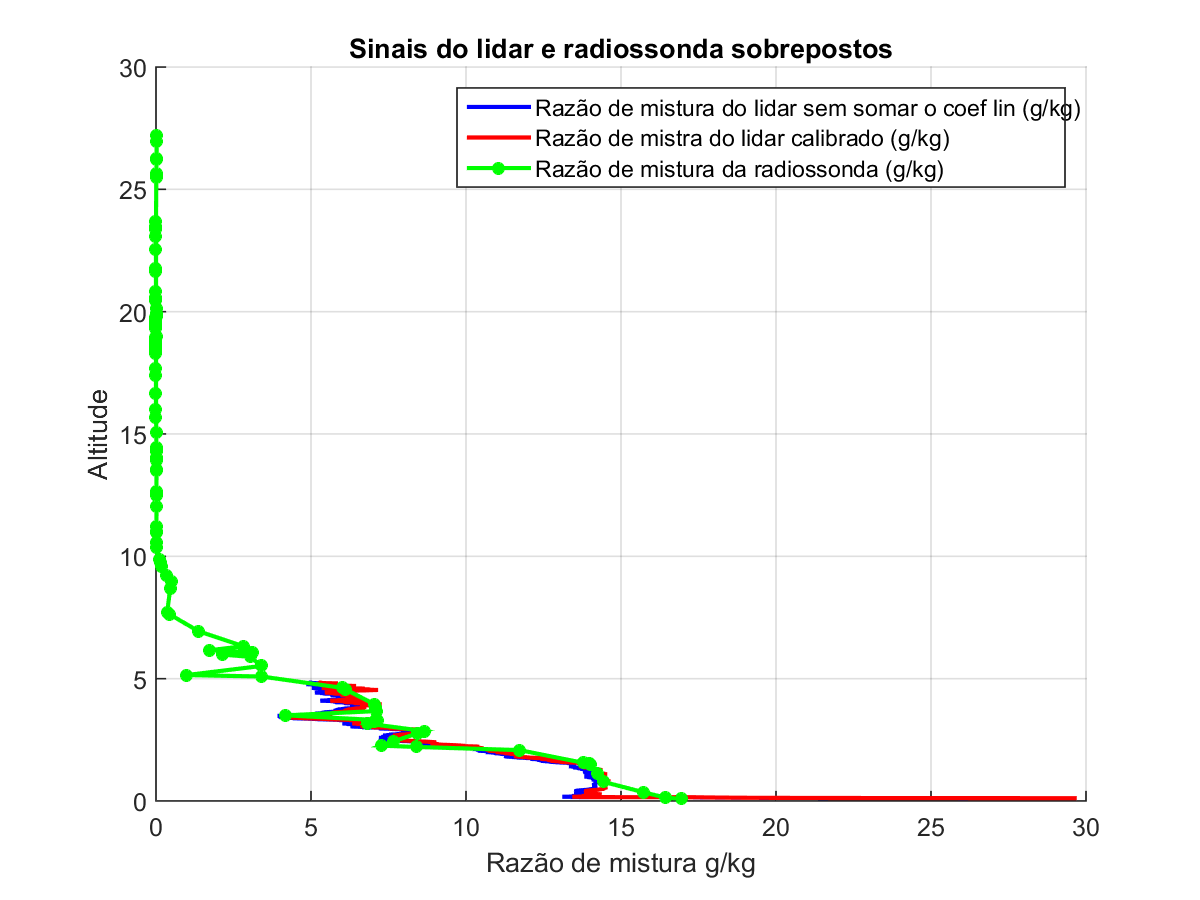 Sinais do lidar e radiossonda sobrepostos
30
Razão de mistura do lidar sem somar o coef lin (g/kg)
Razão de mistra do lidar calibrado (g/kg)
Razão de mistura da radiossonda (g/kg)
25
20
15
Altitude
10
5
0
0 5 10 15 20 25 30
Razão de mistura g/kg